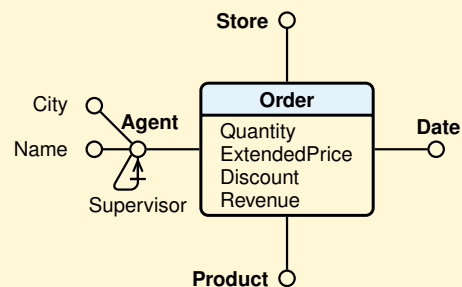 Store
Order
Quantity
ExtendedPrice
Discount
Revenue
City
Agent
Name
Supervisor
Date
Product